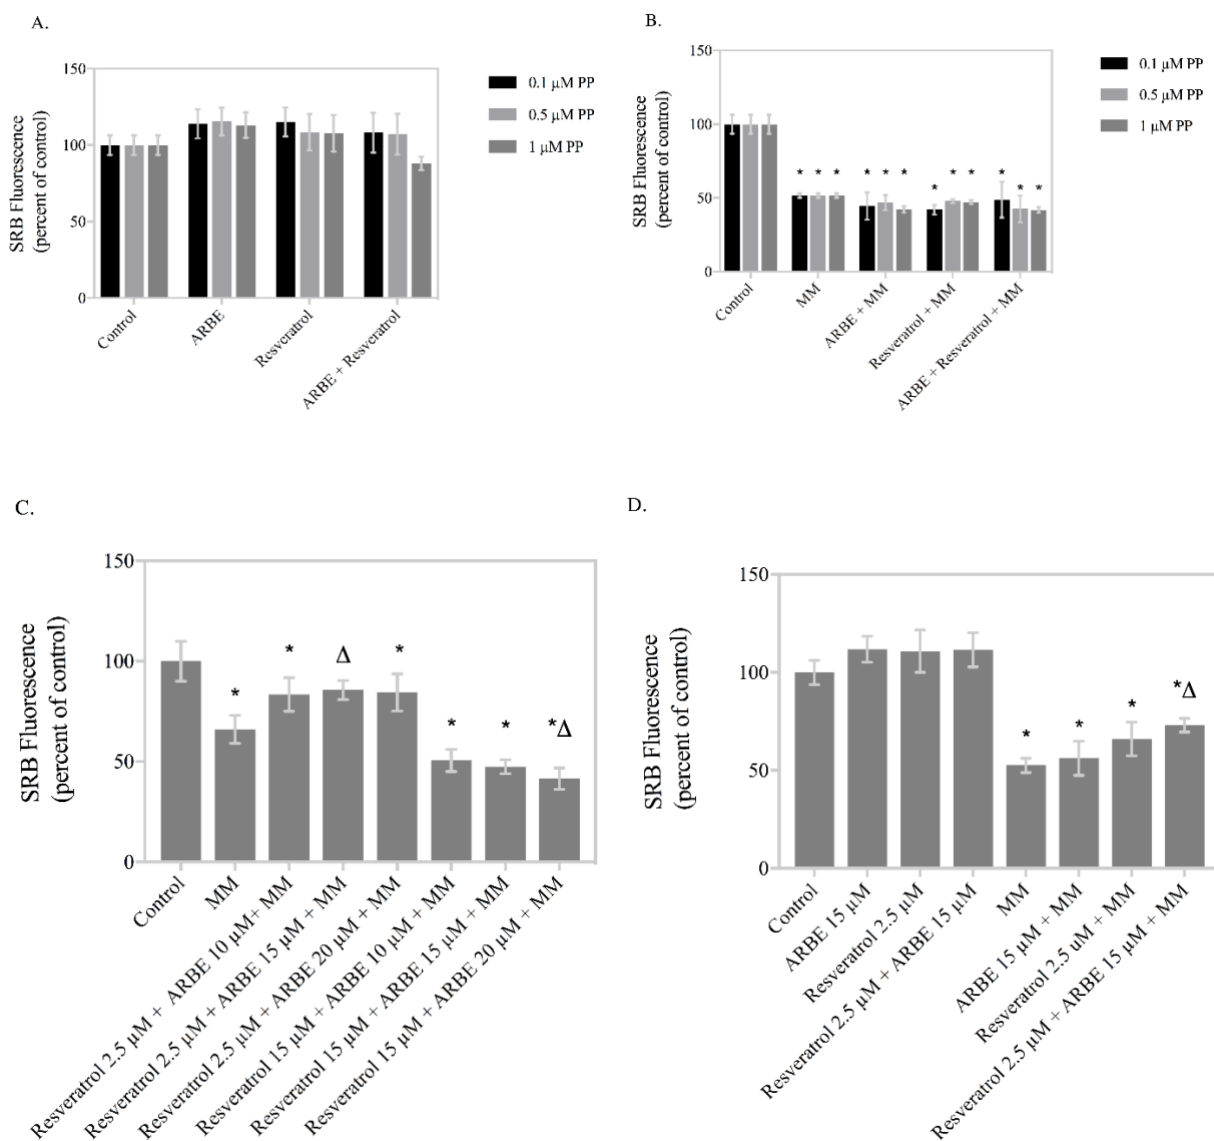 A.
150
100
50
0
SRB Fluorescence
(percent of control)
Control
ARBE
Resveratrol
ARBE + Resveratrol
0.1 μM PP
0.5 μM PP
1 μM PP
B.
150
100
50
0
SRB Fluorescence
(percent of control)
* * * * * * * * * * * *
Control
MM
ARBE + MM
Resveratrol + MM
ARBE + Resveratrol + MM
0.1 μM PP
0.5 μM PP
1 μM PP
C.
150
100
50
0
SRB Fluorescence
(percent of control)
* * Δ * * * *Δ
Control
MM
Resveratrol 2.5 μM + ARBE 10 μM+ MM
Resveratrol 2.5 μM + ARBE 15 μM + MM
Resveratrol 2.5 μM + ARBE 20 μM + MM
Resveratrol 15 μM + ARBE 10 μM + MM
Resveratrol 15 μM + ARBE 15 μM + MM
Resveratrol 15 μM + ARBE 20 μM + MM
D.
150
100
50
0
SRB Fluorescence
(percent of control)
* * * *Δ
Control
ARBE 15 μM
Resveratrol 2.5 μM
Resveratrol 2.5 μM + ARBE 15 μM
MM
ARBE 15 μM + MM
Resveratrol 2.5 uM + MM
Resveratrol 2.5 μM + ARBE 15 μM + MM